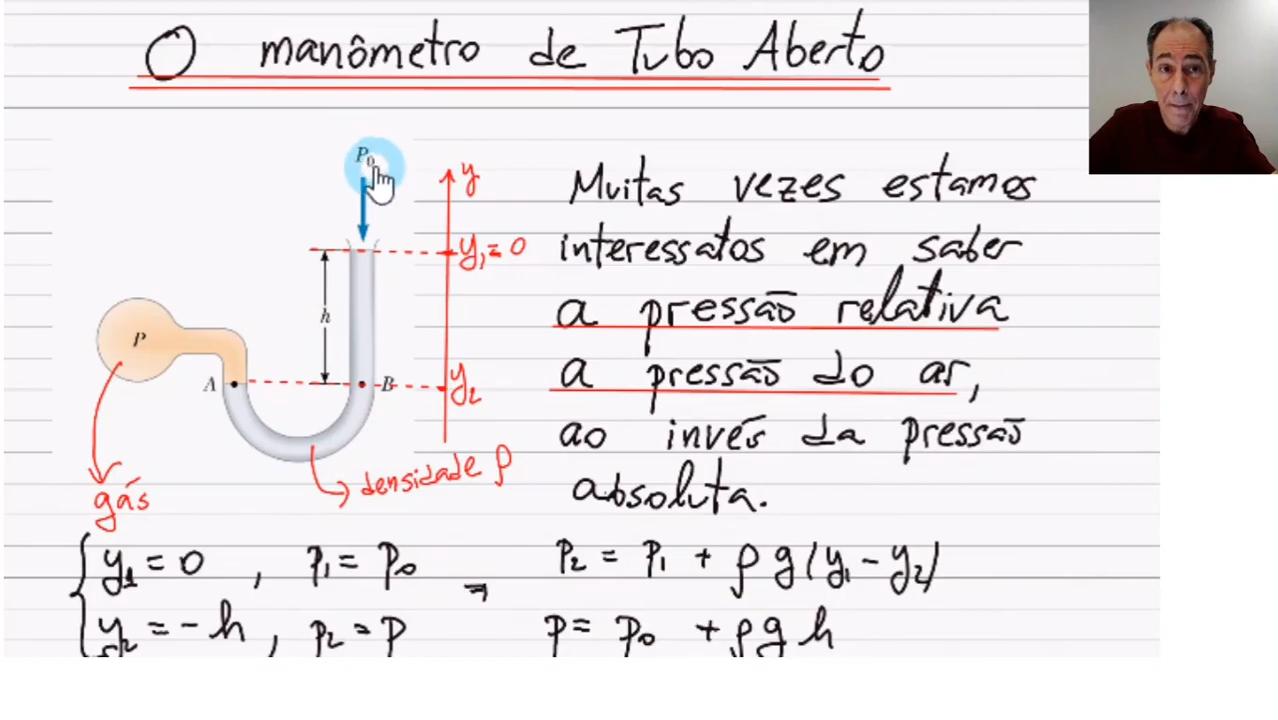 O manômetro de Tubo Aberto
P0
y
y1=0
h
P
A
B
y2
densidade ρ
gás
Muitas vezes estamos
interessatos em saber
a pressão relativa
a pressão do ar,
ao invés da pressão
absoluta.
y1 = 0 , p1 = p0 ⇒ p2 = p1 + ρ g (y1 - y2)
y2 = - h , p2 = p p = p0 + ρ g h